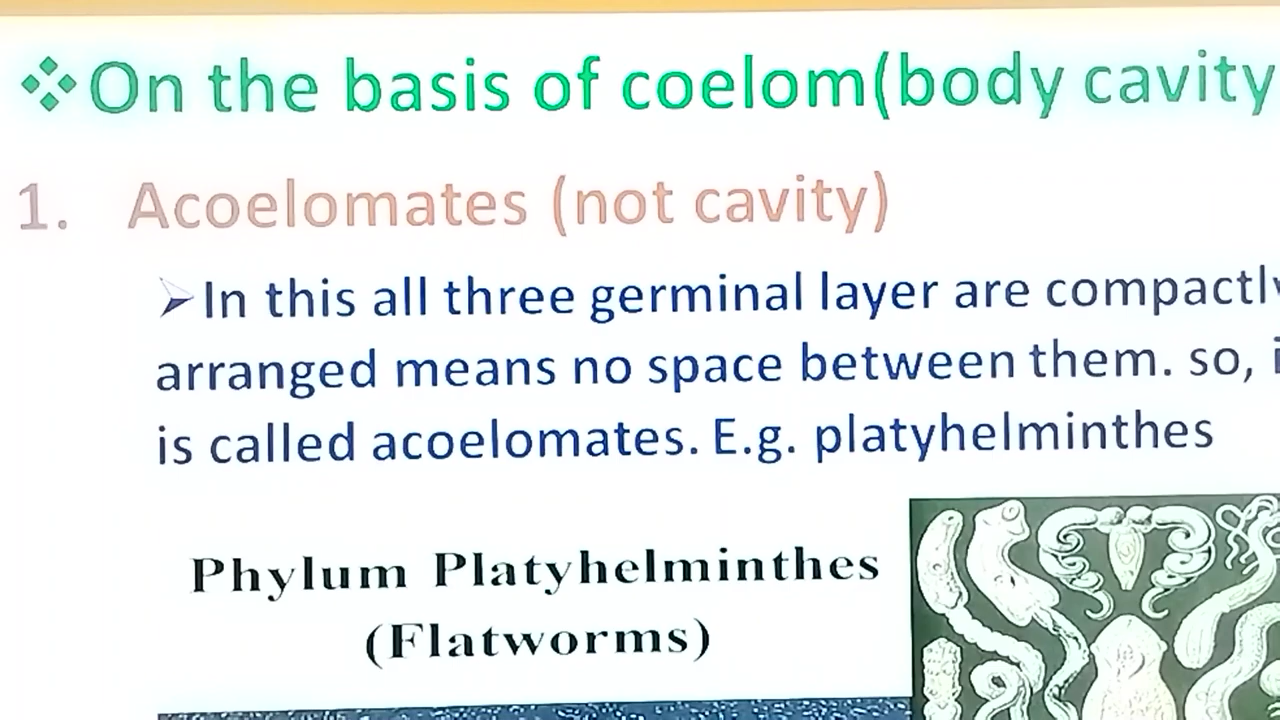 On the basis of coelom(body cavity
1. Acoelomates (not cavity)
In this all three germinal layer are compactly
arranged means no space between them. so, i
is called acoelomates. E.g. platyhelminthes
Phylum Platyhelminthes
(Flatworms)